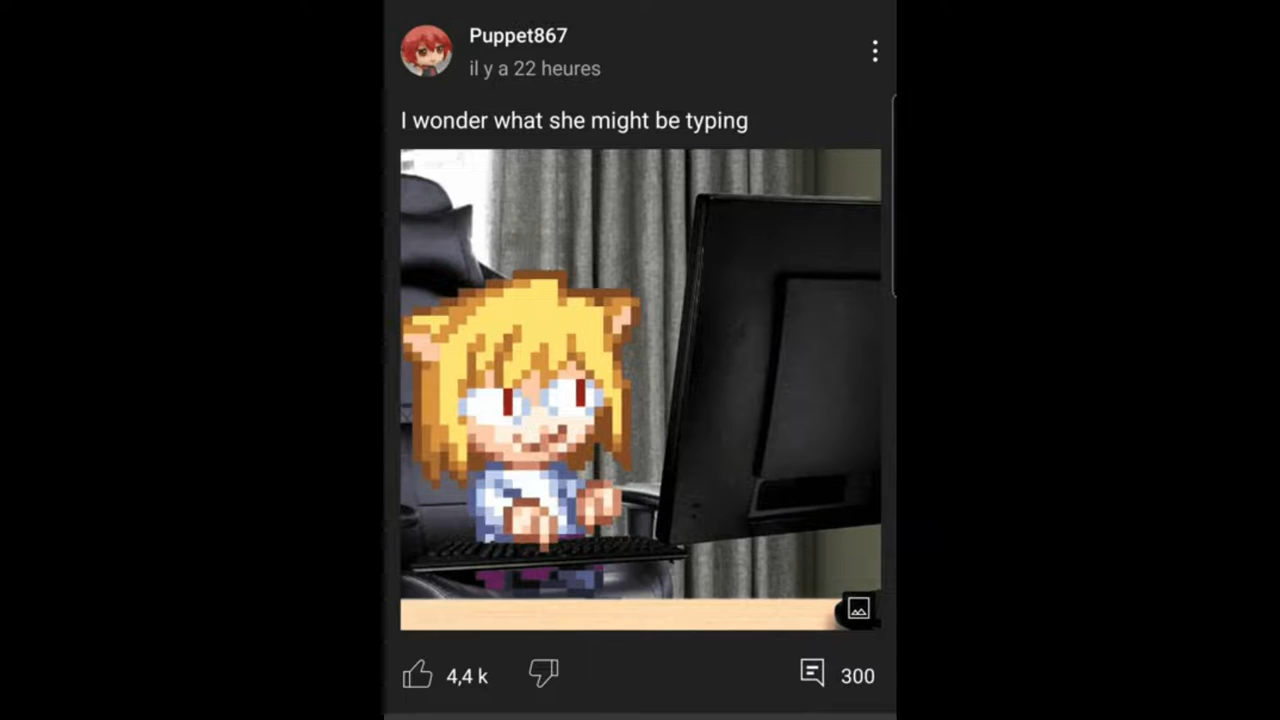 Puppet867
il y a 22 heures
I wonder what she might be typing
4,4 k
300